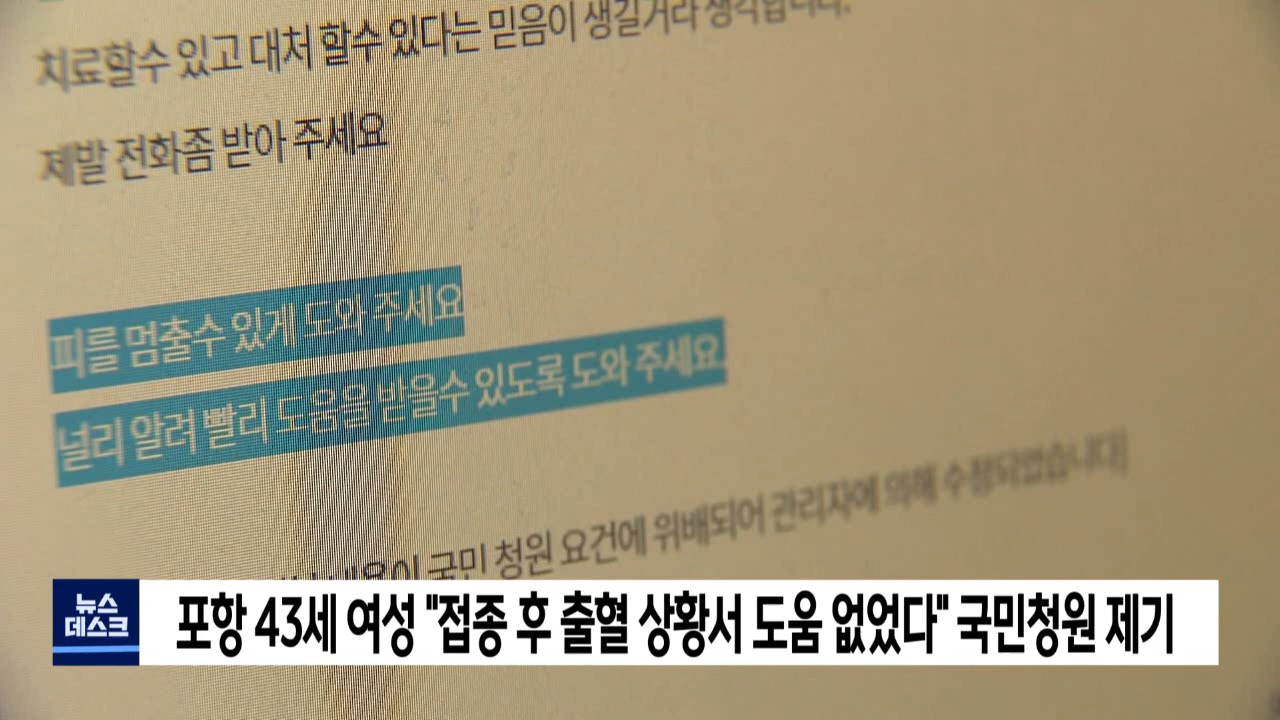 치료할수 있고 대처 할수 있다는 믿음이 생길거라 생각합니다.
제발 전화좀 받아 주세요
피를 멈출수 있게 도와 주세요
널리 알려 빨리 도움을 받을수 있도록 도와 주세요.
국민 청원 요건에 위배되어 관리자에 의해 수정되었습니다]
뉴스
데스크
포항 43세 여성 "접종 후 출혈 상황서 도움 없었다" 국민청원 제기